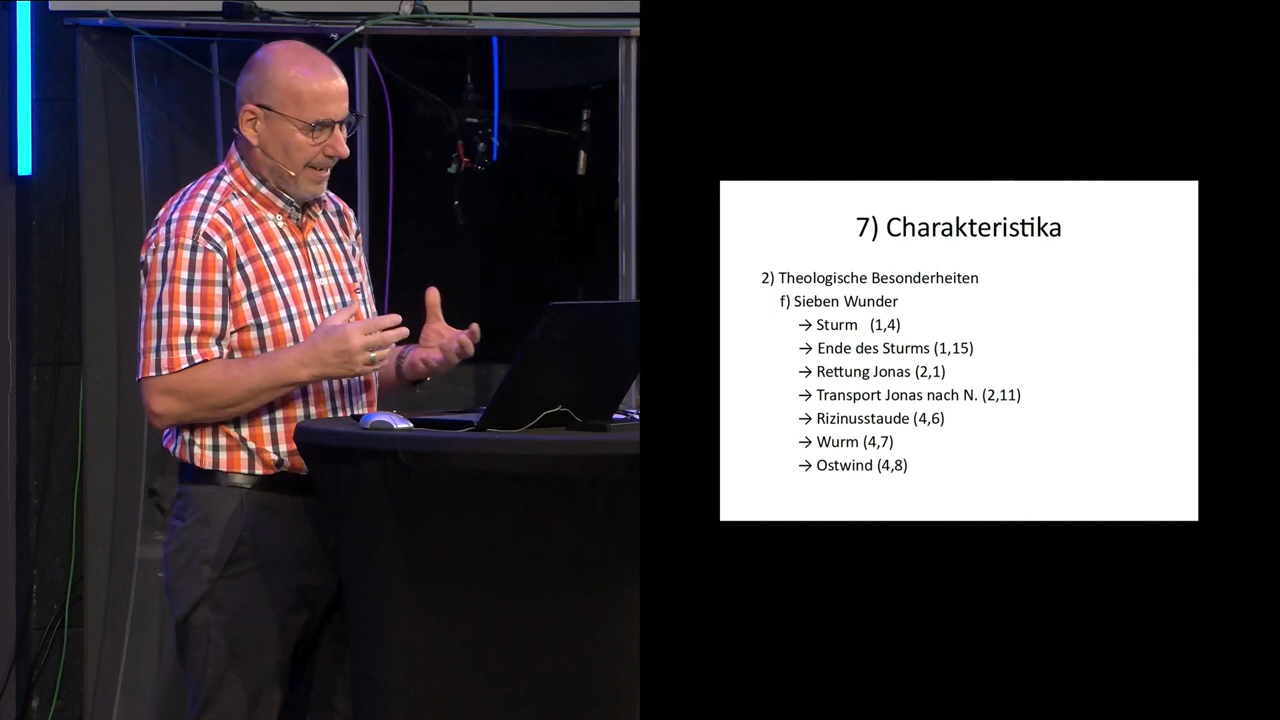 7) Charakteristika
2) Theologische Besonderheiten
f) Sieben Wunder
→ Sturm (1,4)
→ Ende des Sturms (1,15)
→ Rettung Jonas (2,1)
→ Transport Jonas nach N. (2,11)
→ Rizinusstaude (4,6)
→ Wurm (4,7)
→ Ostwind (4,8)